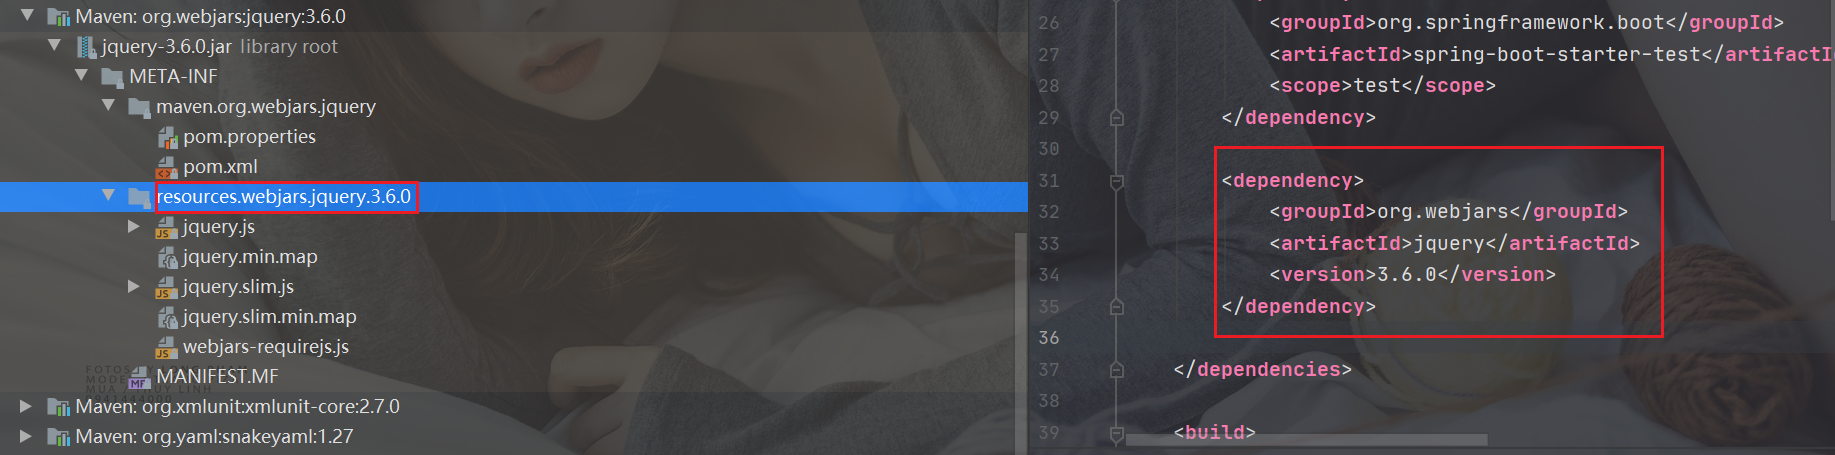 Maven: org.webjars:jquery:3.6.0
jquery-3.6.0.jar library root
META-INF
maven.org.webjars.jquery
pom.properties
pom.xml
resources.webjars.jquery.3.6.0
jquery.js
jquery.min.map
jquery.slim.js
jquery.slim.min.map
webjars-requirejs.js
MANIFEST.MF
Maven: org.xmlunit:xmlunit-core:2.7.0
Maven: org.yaml:snakeyaml:1.27
26 <groupId>org.springframework.boot</groupId>
27 <artifactId>spring-boot-starter-test</artifactId
28 <scope>test</scope>
29 </dependency>
30
31 <dependency>
32 <groupId>org.webjars</groupId>
33 <artifactId>jquery</artifactId>
34 <version>3.6.0</version>
35 </dependency>
36
37 </dependencies>
38
39 <build>